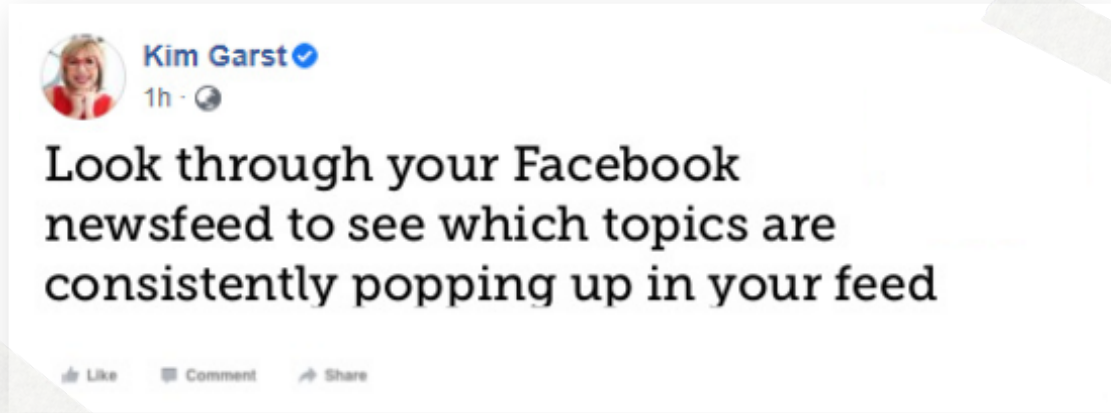 Kim Garst
1h ·
Look through your Facebook
newsfeed to see which topics are
consistently popping up in your feed
Like Comment Share